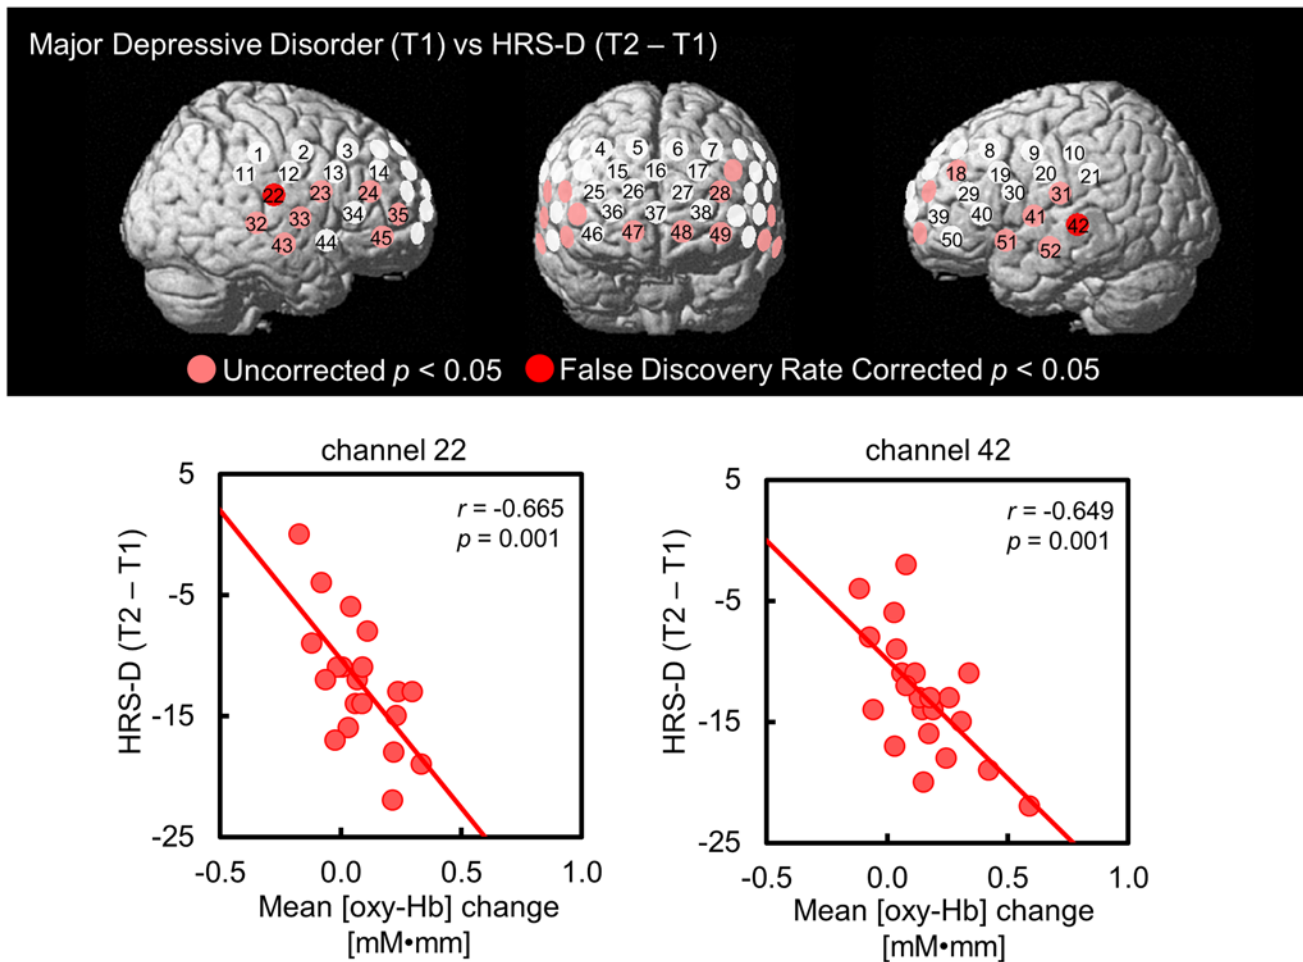 Major Depressive Disorder (T1) vs HRS-D (T2 – T1)
1 2 3
11 12 13 14
22 23 24
32 33 34 35
43 44 45
4 5 6 7
15 16 17
25 26 27 28
36 37 38
46 47 48 49
8 9 10
18 19 20 21
29 30 31
39 40 41 42
50 51 52
Uncorrected p < 0.05 False Discovery Rate Corrected p < 0.05
channel 22
r = -0.665
p = 0.001
HRS-D (T2 – T1)
5
-5
-15
-25
-0.5 0.0 0.5 1.0
Mean [oxy-Hb] change
[mM•mm]
channel 42
r = -0.649
p = 0.001
HRS-D (T2 – T1)
5
-5
-15
-25
-0.5 0.0 0.5 1.0
Mean [oxy-Hb] change
[mM•mm]